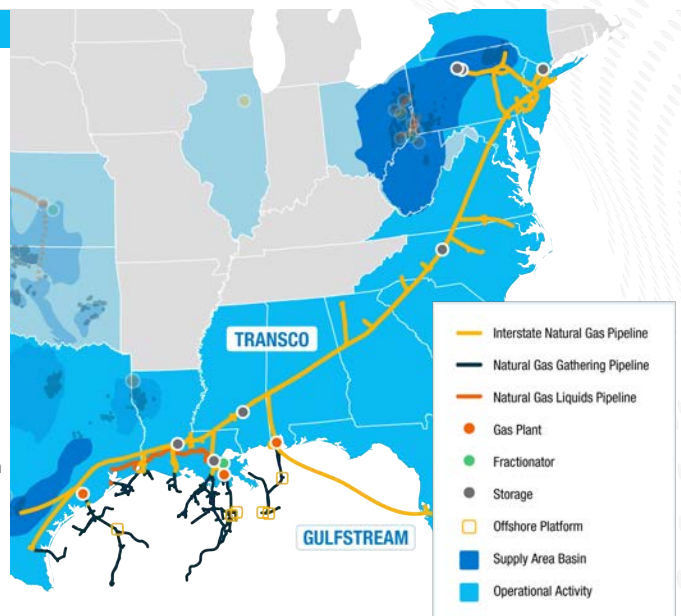 TRANSCO
GULFSTREAM
Interstate Natural Gas Pipeline
Natural Gas Gathering Pipeline
Natural Gas Liquids Pipeline
Gas Plant
Fractionator
Storage
Offshore Platform
Supply Area Basin
Operational Activity